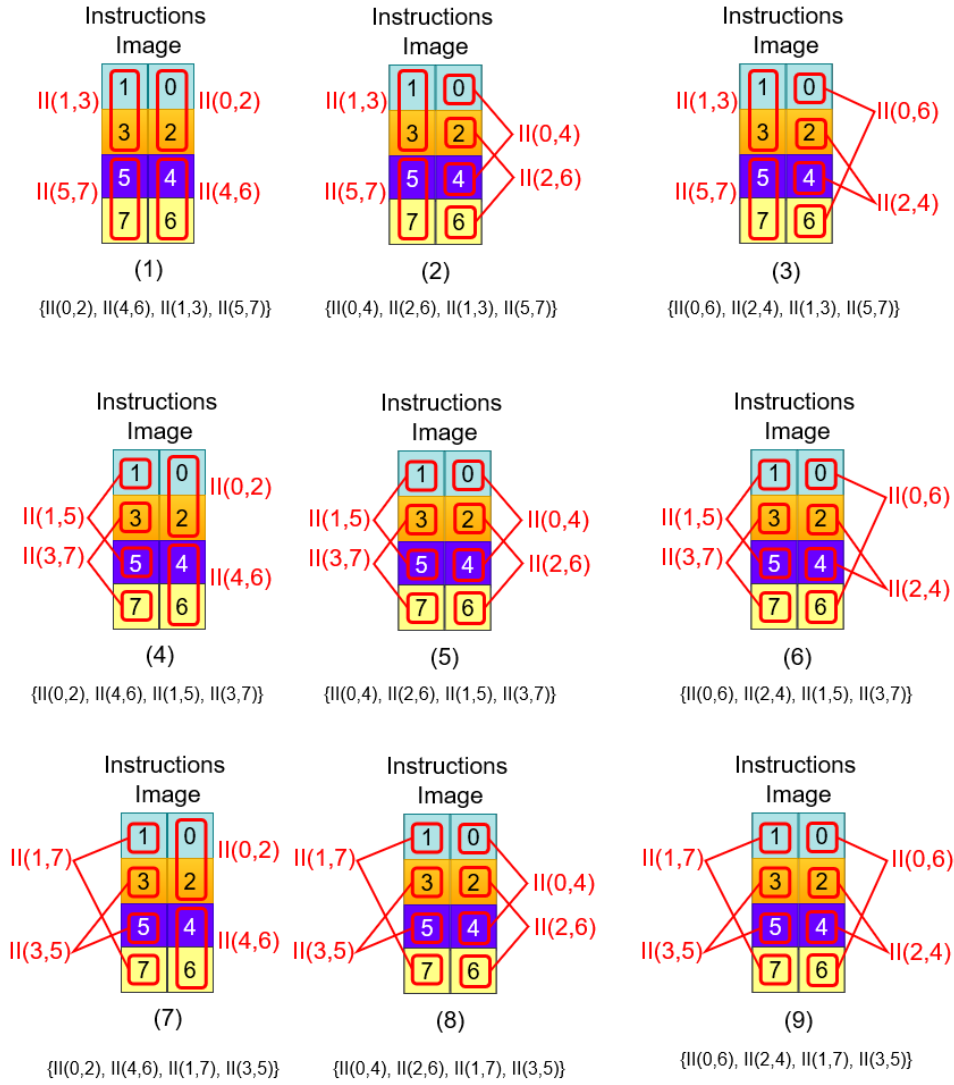 Instructions
Image
1 0
II(1,3) II(0,2)
3 2
5 4
II(5,7) II(4,6)
7 6
(1)
{II(0,2), II(4,6), II(1,3), II(5,7)}
Instructions
Image
1 0
II(1,3)
II(0,4)
3 2
II(2,6)
5 4
II(5,7)
7 6
(2)
{II(0,4), II(2,6), II(1,3), II(5,7)}
Instructions
Image
1 0
II(1,3) II(0,6)
3 2
5 4
II(5,7) II(2,4)
7 6
(3)
{II(0,6), II(2,4), II(1,3), II(5,7)}
Instructions
Image
1 0
II(0,2)
II(1,5)
3 2
II(3,7)
5 4
II(4,6)
7 6
(4)
{II(0,2), II(4,6), II(1,5), II(3,7)}
Instructions
Image
1 0
II(1,5) II(0,4)
3 2
II(3,7) II(2,6)
5 4
7 6
(5)
{II(0,4), II(2,6), II(1,5), II(3,7)}
Instructions
Image
1 0
II(0,6)
II(1,5)
3 2
II(3,7)
5 4
II(2,4)
7 6
(6)
{II(0,6), II(2,4), II(1,5), II(3,7)}
Instructions
Image
1 0
II(1,7) II(0,2)
3 2
5 4
II(3,5) II(4,6)
7 6
(7)
{II(0,2), II(4,6), II(1,7), II(3,5)}
Instructions
Image
1 0
II(1,7)
3 2
II(0,4)
5 4
II(2,6)
II(3,5)
7 6
(8)
{II(0,4), II(2,6), II(1,7), II(3,5)}
Instructions
Image
1 0
II(1,7) II(0,6)
3 2
5 4
II(3,5) II(2,4)
7 6
(9)
{II(0,6), II(2,4), II(1,7), II(3,5)}